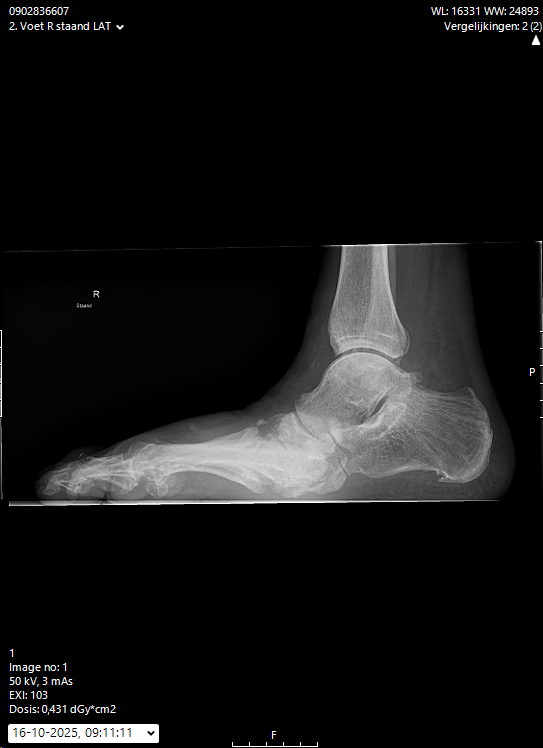 0902836607
2. Voet R staand LAT
WL: 16331 WW: 24893
Vergelijkingen: 2 (2)
R
Staand
P
1
Image no: 1
50 kV, 3 mAs
EXI: 103
Dosis: 0,431 dGy*cm2
16-10-2025, 09:11:11
F